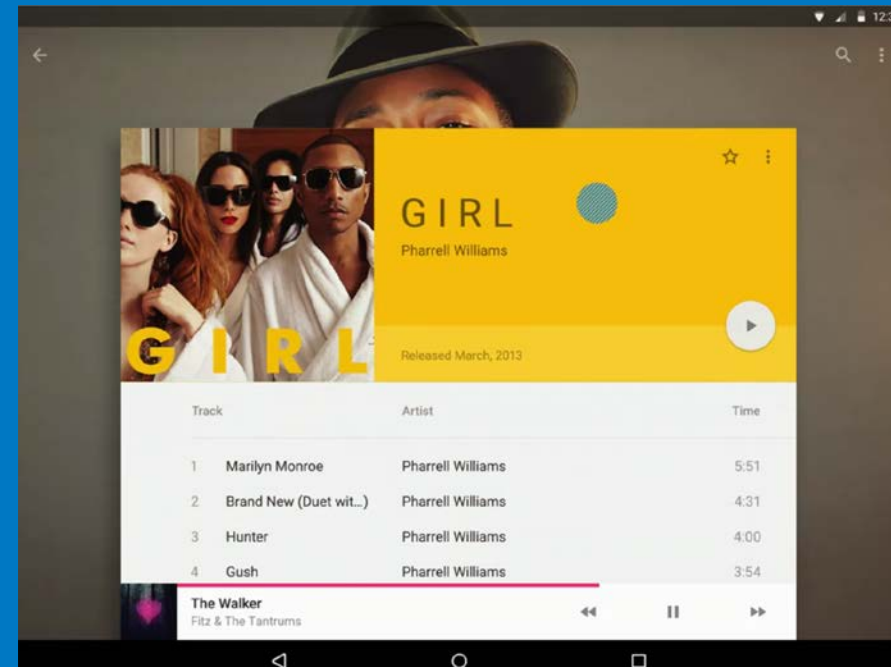 12:3
GIRL
Pharrell Williams
GIRL
Released March, 2013
Track Artist Time
1 Marilyn Monroe Pharrell Williams 5:51
2 Brand New (Duet wit...) Pharrell Williams 4:31
3 Hunter Pharrell Williams 4:00
4 Gush Pharrell Williams 3:54
The Walker
Fitz & The Tantrums